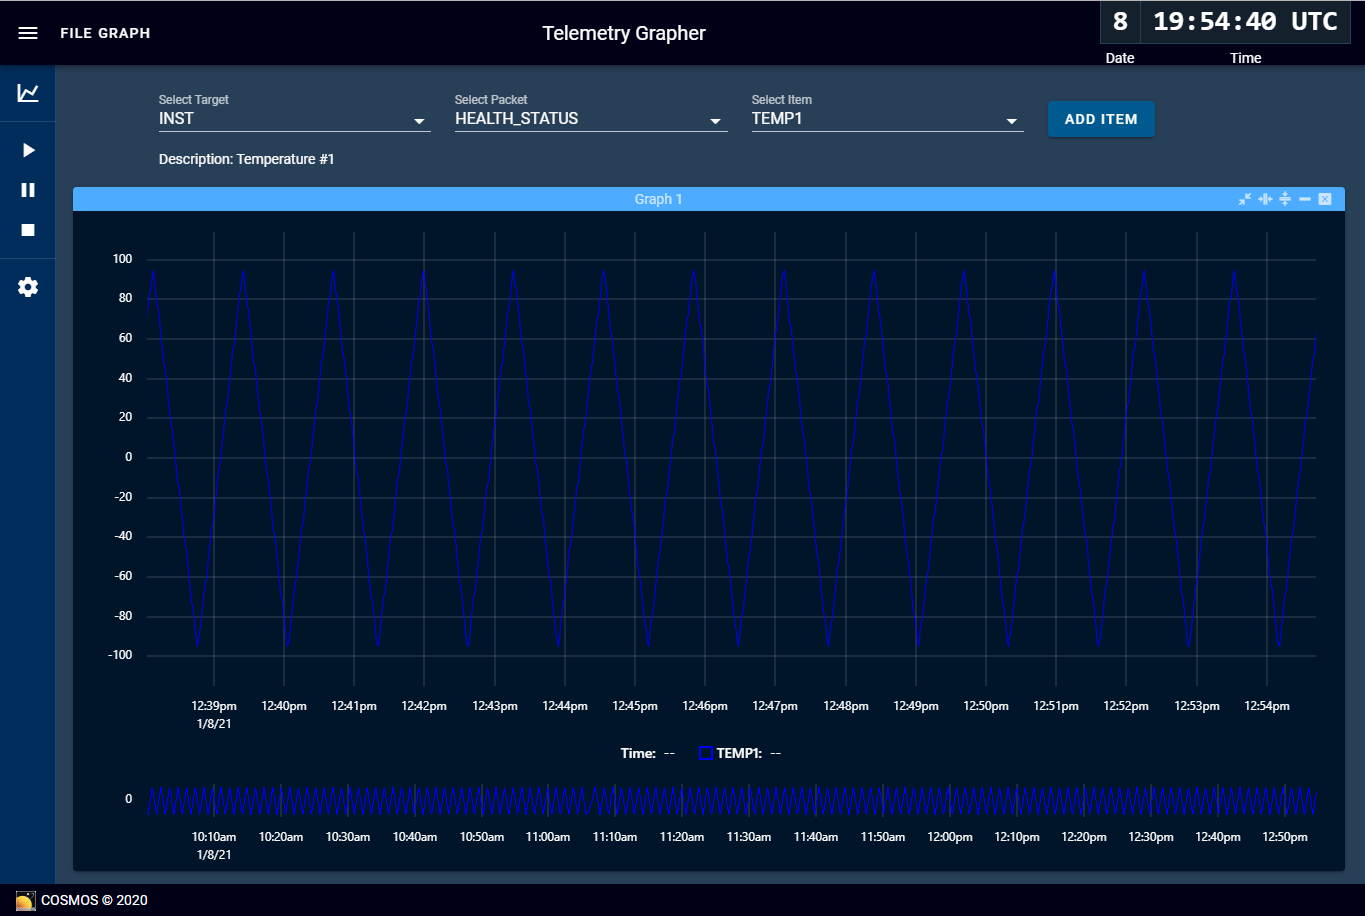 FILE GRAPH
Telemetry Grapher
8 19:54:40 UTC
Date Time
Select Target Select Packet Select Item
INST HEALTH_STATUS TEMP1 ADD ITEM
Description: Temperature #1
Graph 1
100
80
60
40
20
0
-20
-40
-60
-80
-100
12:39pm 12:40pm 12:41pm 12:42pm 12:43pm 12:44pm 12:45pm 12:46pm 12:47pm 12:48pm 12:49pm 12:50pm 12:51pm 12:52pm 12:53pm 12:54pm
1/8/21
Time: -- TEMP1: --
0
10:10am 10:20am 10:30am 10:40am 10:50am 11:00am 11:10am 11:20am 11:30am 11:40am 11:50am 12:00pm 12:10pm 12:20pm 12:30pm 12:40pm 12:50pm
1/8/21
COSMOS © 2020